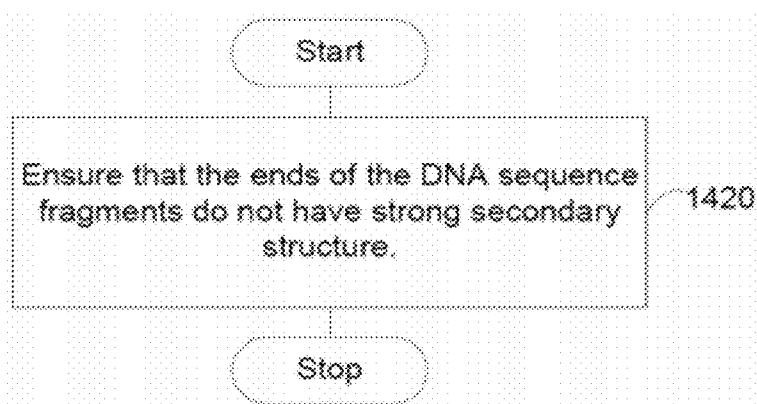 Start
Ensure that the ends of the DNA sequence
fragments do not have strong secondary
structure.
1420
Stop